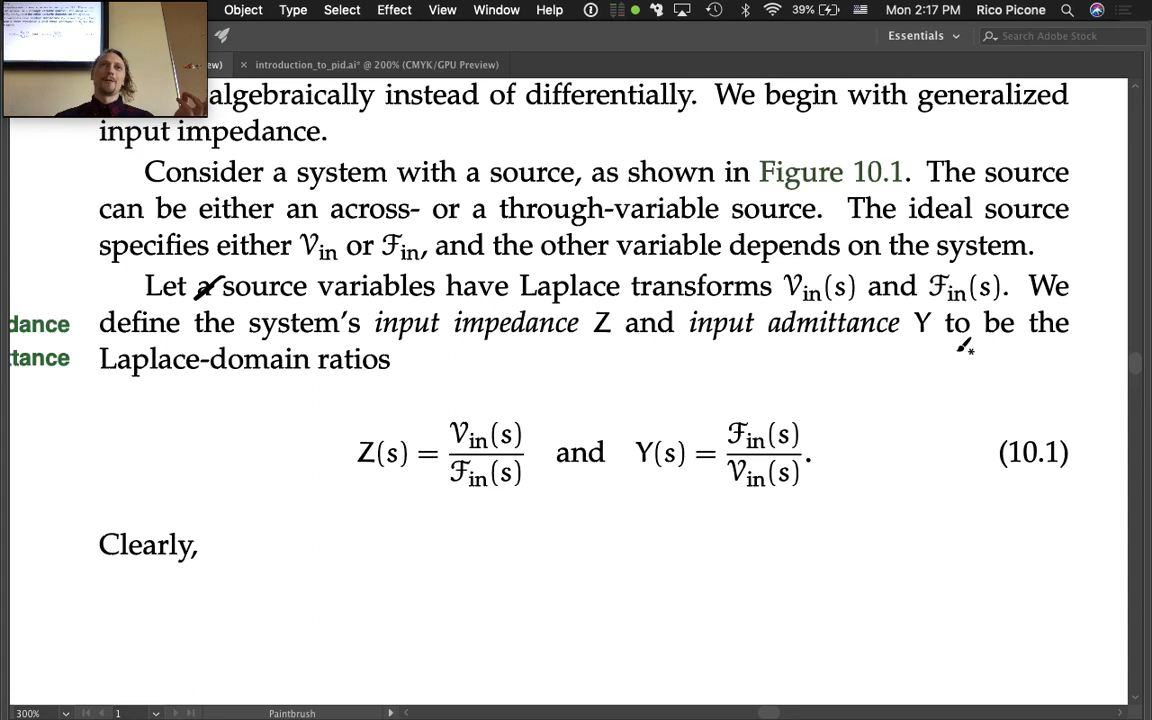 Object Type Select Effect View Window Help 39% Mon 2:17 PM Rico Picone
Essentials Search Adobe Stock
ew) × introduction_to_pid.ai* @ 200% (CMYK/GPU Preview)
algebraically instead of differentially. We begin with generalized
input impedance.
Consider a system with a source, as shown in Figure 10.1. The source
can be either an across- or a through-variable source. The ideal source
specifies either 𝒱in or ℱin, and the other variable depends on the system.
Let a source variables have Laplace transforms 𝒱in(s) and ℱin(s). We
dance define the system's input impedance Z and input admittance Y to be the
ttance Laplace-domain ratios
Z(s) = 𝒱in(s)/ℱin(s) and Y(s) = ℱin(s)/𝒱in(s). (10.1)
Clearly,
300% 1 Paintbrush